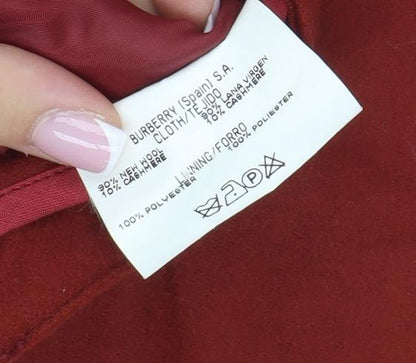 BURBERRY (Spain) S.A.
CLOTH/TEJIDO
90% NEW WOOL 90% LANA VIRGEN
10% CASHMERE 10% CASHMERE
LINNING/FORRO
100% POLYESTER 100% POLIESTER
P